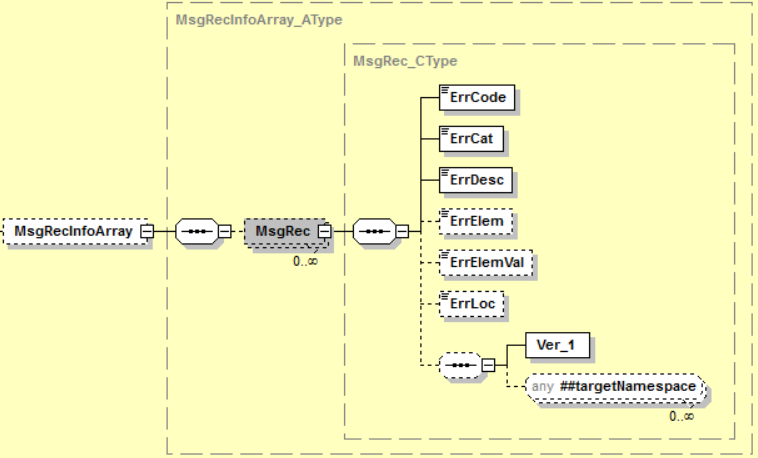 MsgRecInfoArray_AType
MsgRec_CType
ErrCode
ErrCat
ErrDesc
MsgRecInfoArray
MsgRec
0..∞
ErrElem
ErrElemVal
ErrLoc
Ver_1
any ##targetNamespace
0..∞